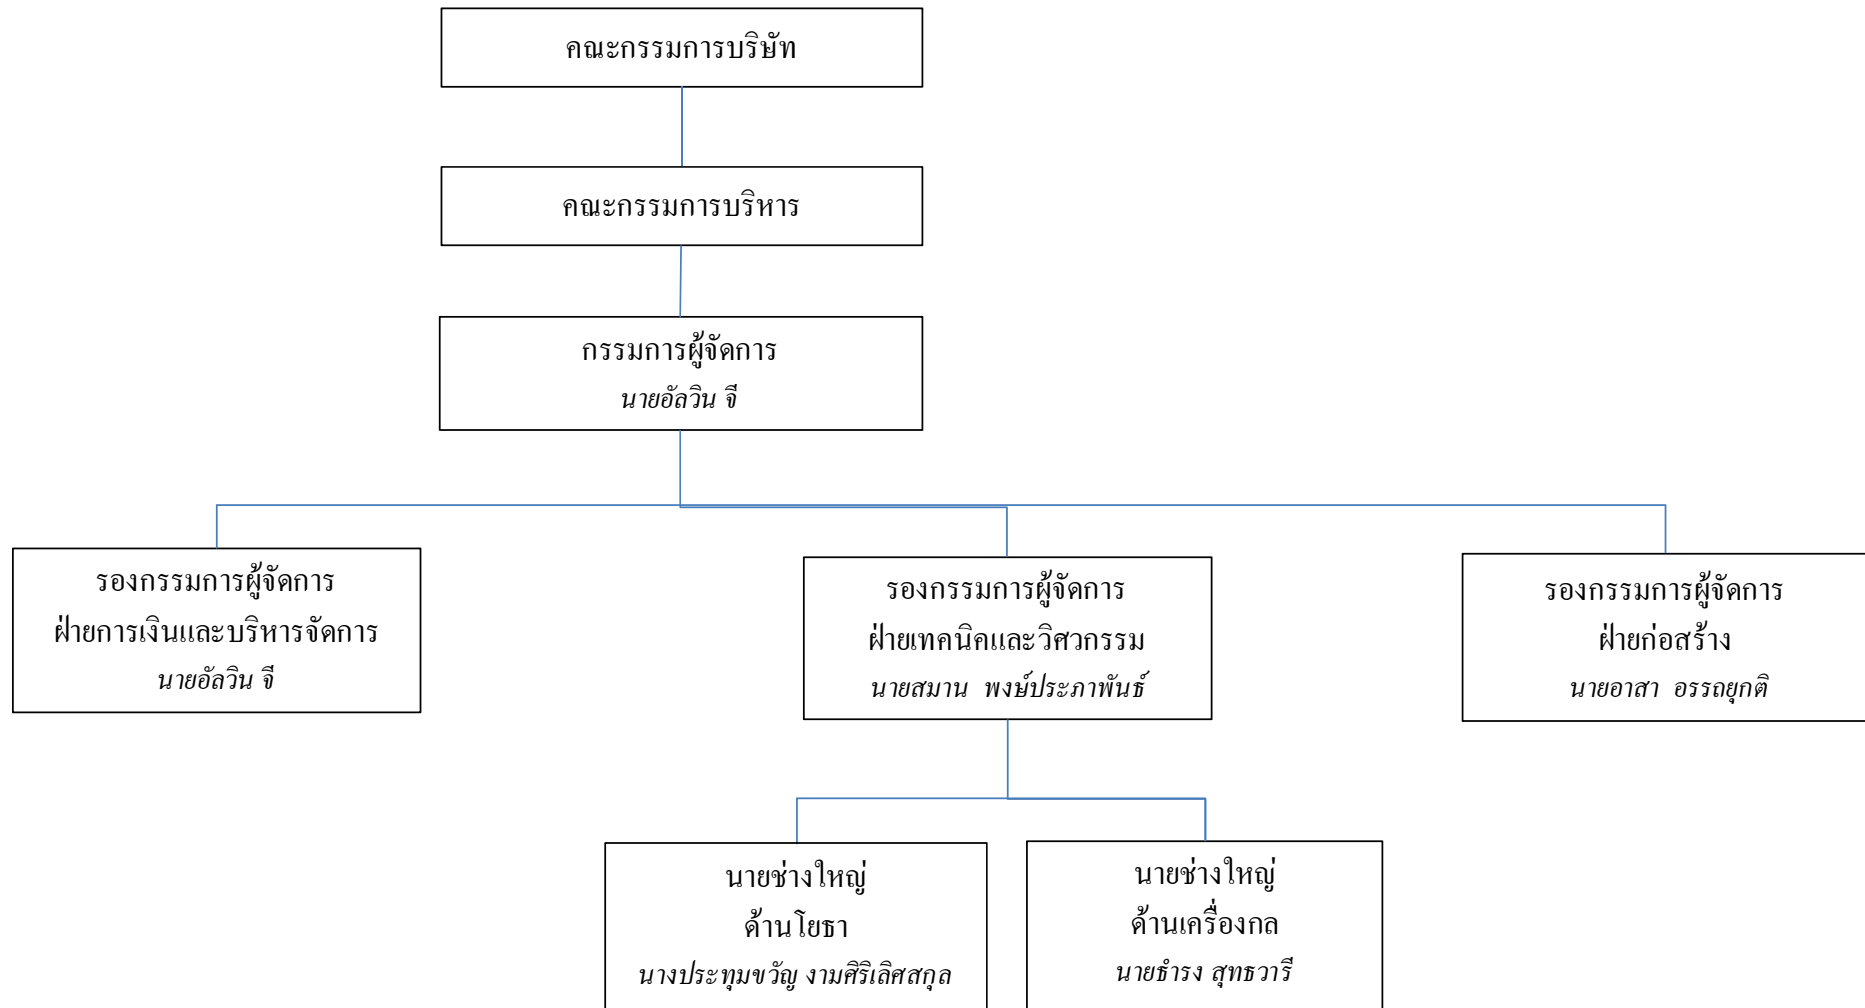 คณะกรรมการบริษัท
คณะกรรมการบริหาร
กรรมการผู้จัดการ
นายอัลวิน จี
รองกรรมการผู้จัดการ
ฝ่ายการเงินและบริหารจัดการ
นายอัลวิน จี
รองกรรมการผู้จัดการ
ฝ่ายเทคนิคและวิศวกรรม
นายสมาน พงษ์ประภาพันธ์
รองกรรมการผู้จัดการ
ฝ่ายก่อสร้าง
นายอาสา อรรถยุกติ
นายช่างใหญ่
ด้านโยธา
นางประทุมขวัญ งามศิริเลิศสกุล
นายช่างใหญ่
ด้านเครื่องกล
นายธำรง สุทธวารี